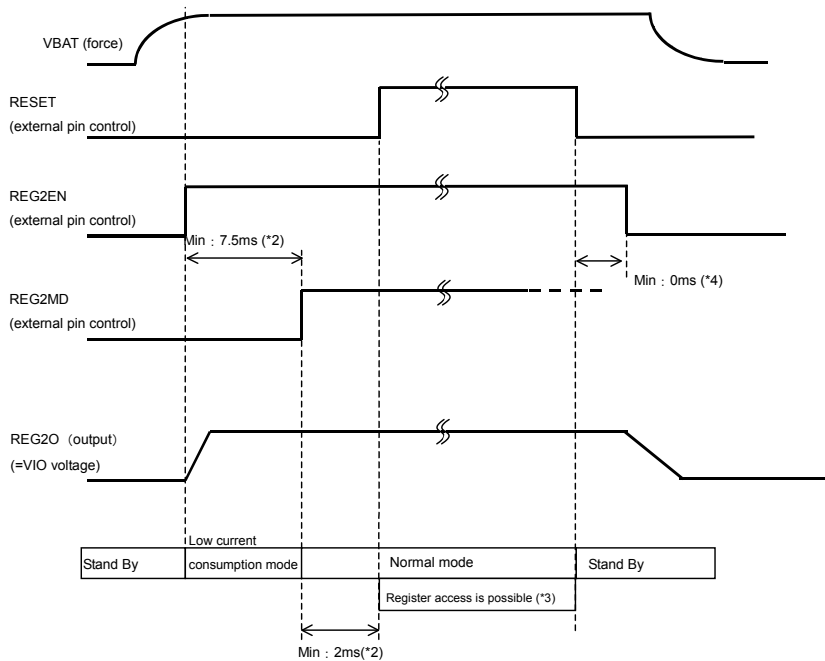 VBAT (force)
RESET
(external pin control)
REG2EN
(external pin control)
Min : 7.5ms (*2)
Min : 0ms (*4)
REG2MD
(external pin control)
REG2O (output)
(=VIO voltage)
Stand By
Low current
consumption mode
Normal mode
Stand By
Register access is possible (*3)
Min : 2ms(*2)